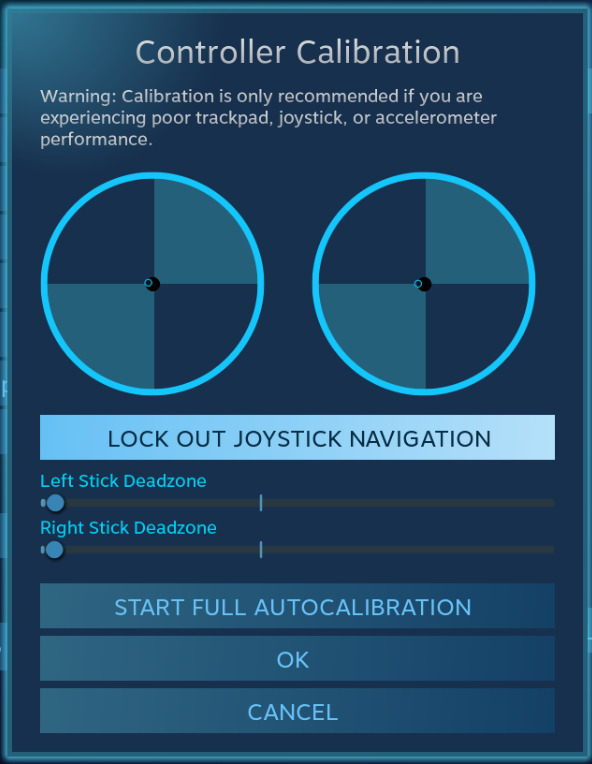 Controller Calibration
Warning: Calibration is only recommended if you are
experiencing poor trackpad, joystick, or accelerometer
performance.
LOCK OUT JOYSTICK NAVIGATION
Left Stick Deadzone
Right Stick Deadzone
START FULL AUTOCALIBRATION
OK
CANCEL